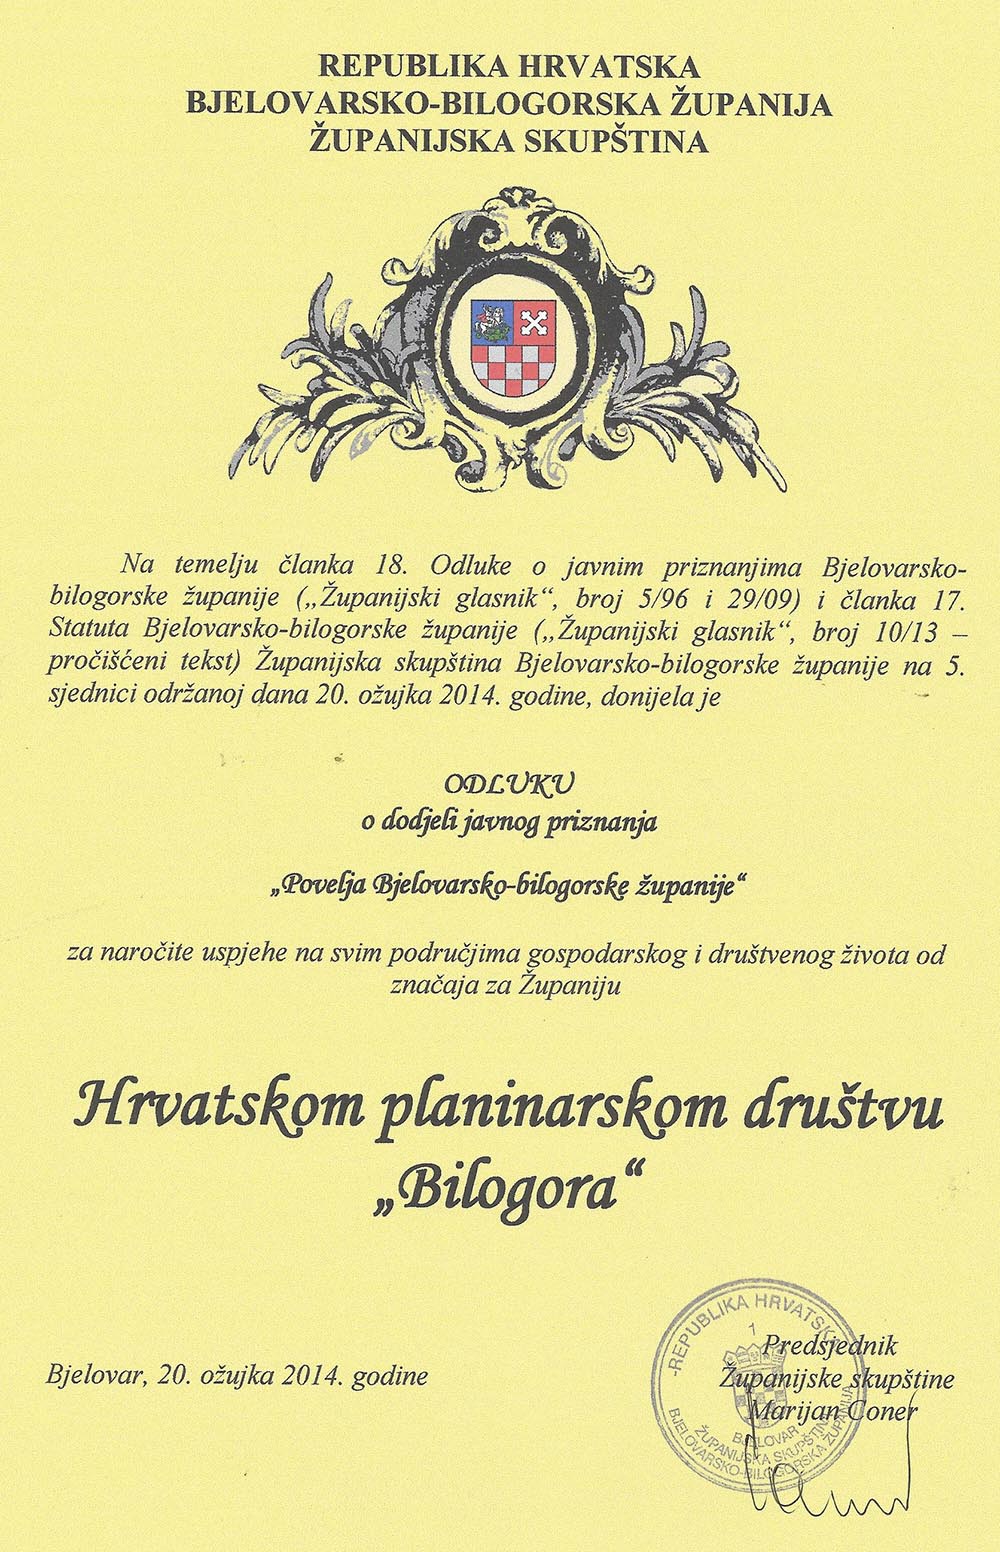 REPUBLIKA HRVATSKA
BJELOVARSKO-BILOGORSKA ŽUPANIJA
ŽUPANIJSKA SKUPŠTINA
Na temelju članka 18. Odluke o javnim priznanjima Bjelovarsko-
bilogorske županije („Županijski glasnik“, broj 5/96 i 29/09) i članka 17.
Statuta Bjelovarsko-bilogorske županije („Županijski glasnik“, broj 10/13 –
pročišćeni tekst) Županijska skupština Bjelovarsko-bilogorske županije na 5.
sjednici održanoj dana 20. ožujka 2014. godine, donijela je
ODLUKU
o dodjeli javnog priznanja
„Povelja Bjelovarsko-bilogorske županije“
za naročite uspjehe na svim područjima gospodarskog i društvenog života od
značaja za Županiju
Hrvatskom planinarskom društvu
„Bilogora“
Bjelovar, 20. ožujka 2014. godine
Predsjednik
Županijske skupštine
Marijan Coner
REPUBLIKA HRVATSKA
1
BJELOVAR
ŽUPANIJSKA SKUPŠTINA
BJELOVARSKO-BILOGORSKA ŽUPANIJA